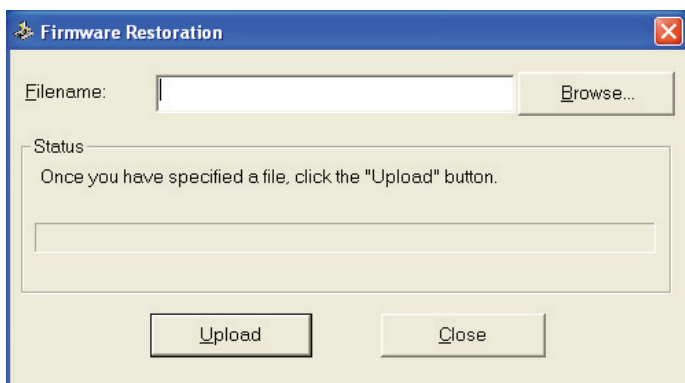 Firmware Restoration
Filename:
Browse...
Status
Once you have specified a file, click the "Upload" button.
Upload
Close